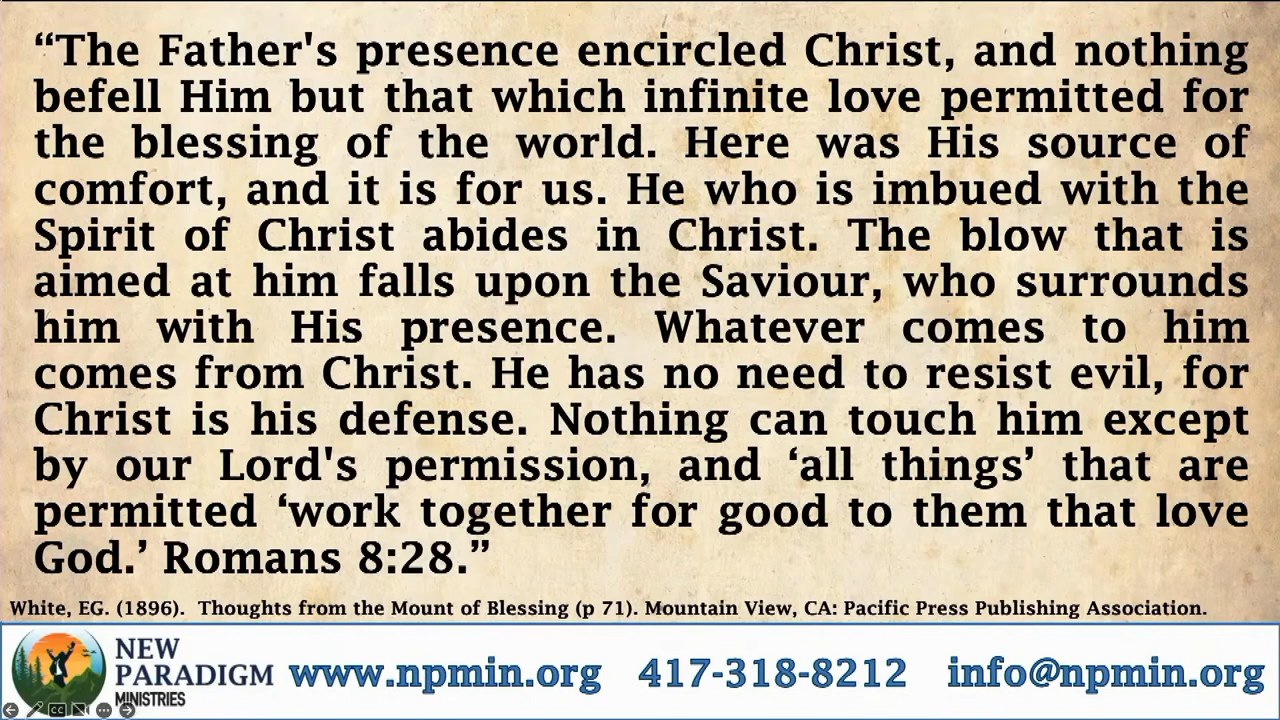 “The Father's presence encircled Christ, and nothing
befell Him but that which infinite love permitted for
the blessing of the world. Here was His source of
comfort, and it is for us. He who is imbued with the
Spirit of Christ abides in Christ. The blow that is
aimed at him falls upon the Saviour, who surrounds
him with His presence. Whatever comes to him
comes from Christ. He has no need to resist evil, for
Christ is his defense. Nothing can touch him except
by our Lord's permission, and ‘all things’ that are
permitted ‘work together for good to them that love
God.’ Romans 8:28.”
White, EG. (1896). Thoughts from the Mount of Blessing (p 71). Mountain View, CA: Pacific Press Publishing Association.
NEW
PARADIGM
MINISTRIES
www.npmin.org 417-318-8212 info@npmin.org
CC